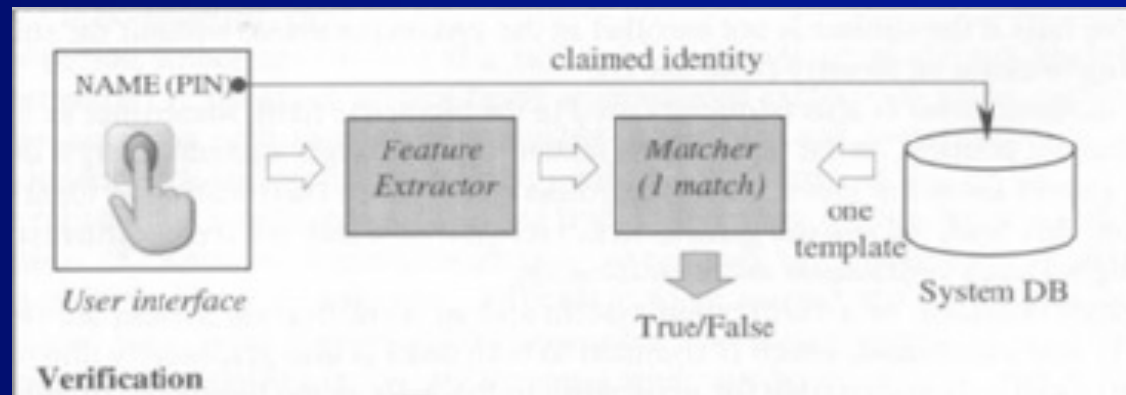 claimed identity
NAME (PIN)
Feature
Extractor
Matcher
(1 match)
one
template
User interface
System DB
True/False
Verification